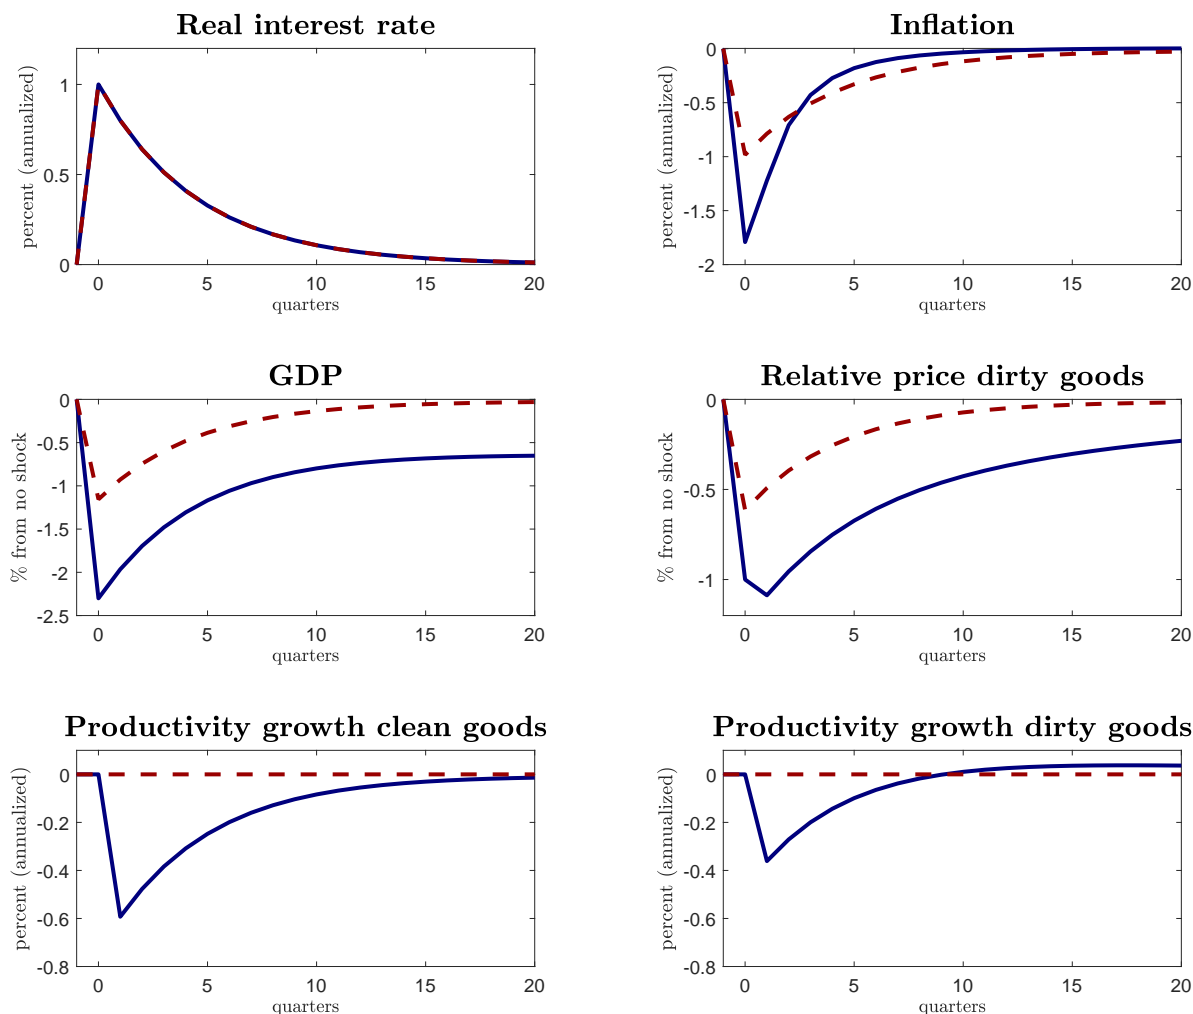 Real interest rate
percent (annualized)
1
0.5
0
0 5 10 15 20
quarters
Inflation
percent (annualized)
0
-0.5
-1
-1.5
-2
0 5 10 15 20
quarters
GDP
% from no shock
0
-0.5
-1
-1.5
-2
-2.5
0 5 10 15 20
quarters
Relative price dirty goods
% from no shock
0
-0.5
-1
0 5 10 15 20
quarters
Productivity growth clean goods
percent (annualized)
0
-0.2
-0.4
-0.6
-0.8
0 5 10 15 20
quarters
Productivity growth dirty goods
percent (annualized)
0
-0.2
-0.4
-0.6
-0.8
0 5 10 15 20
quarters